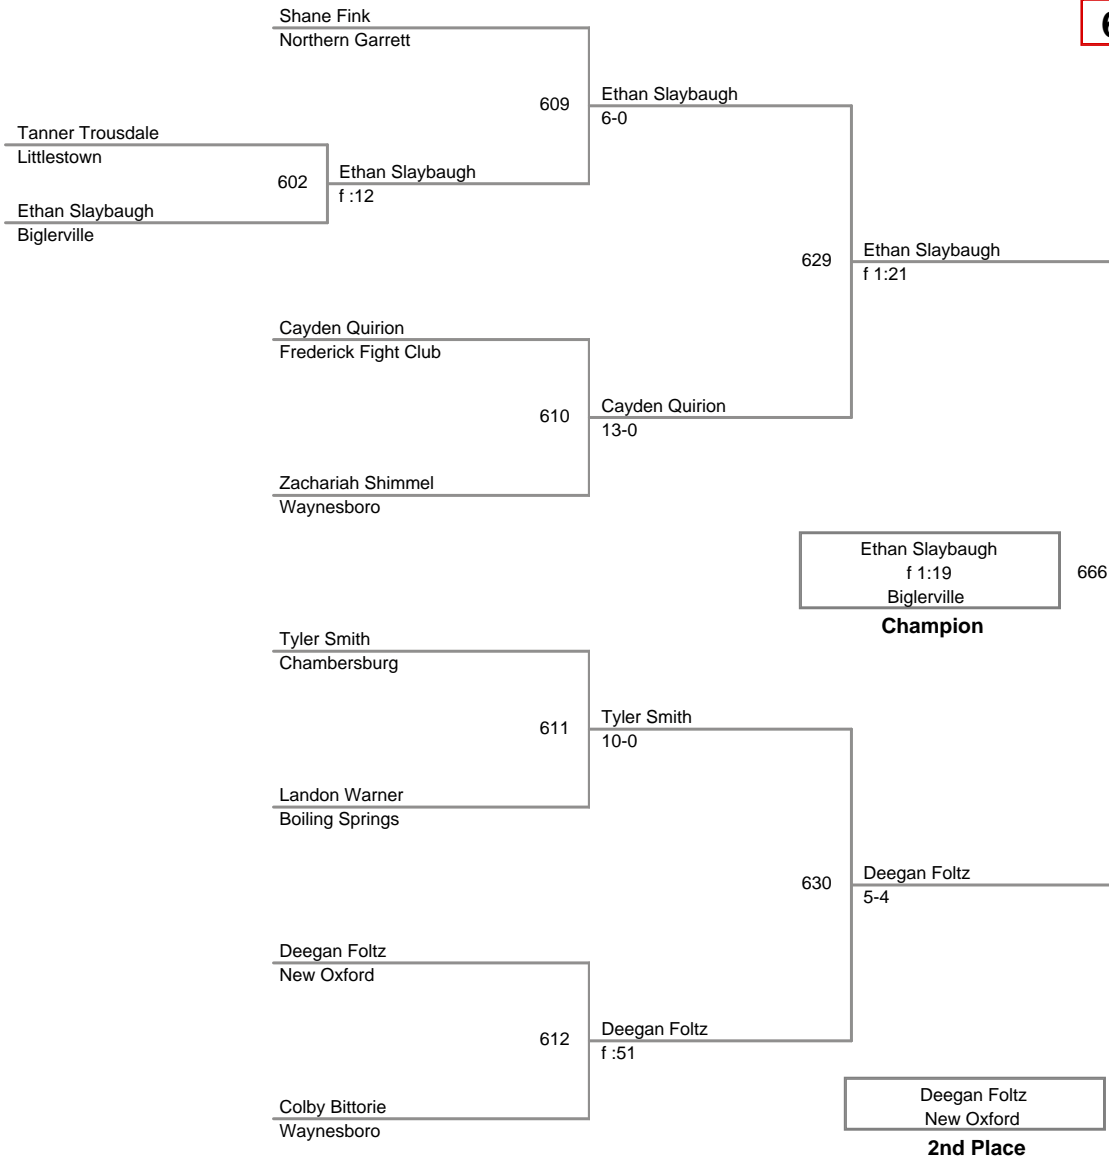 Shane Fink
Northern Garrett
609
Ethan Slaybaugh
6-0
Tanner Trousdale
Littlestown
602
Ethan Slaybaugh
f :12
Ethan Slaybaugh
Biglerville
629
Ethan Slaybaugh
f 1:21
Cayden Quirion
Frederick Fight Club
610
Cayden Quirion
13-0
Zachariah Shimmel
Waynesboro
Ethan Slaybaugh
f 1:19
Biglerville
666
Champion
Tyler Smith
Chambersburg
611
Tyler Smith
10-0
Landon Warner
Boiling Springs
630
Deegan Foltz
5-4
Deegan Foltz
New Oxford
612
Deegan Foltz
f :51
Colby Bittorie
Waynesboro
Deegan Foltz
New Oxford
2nd Place